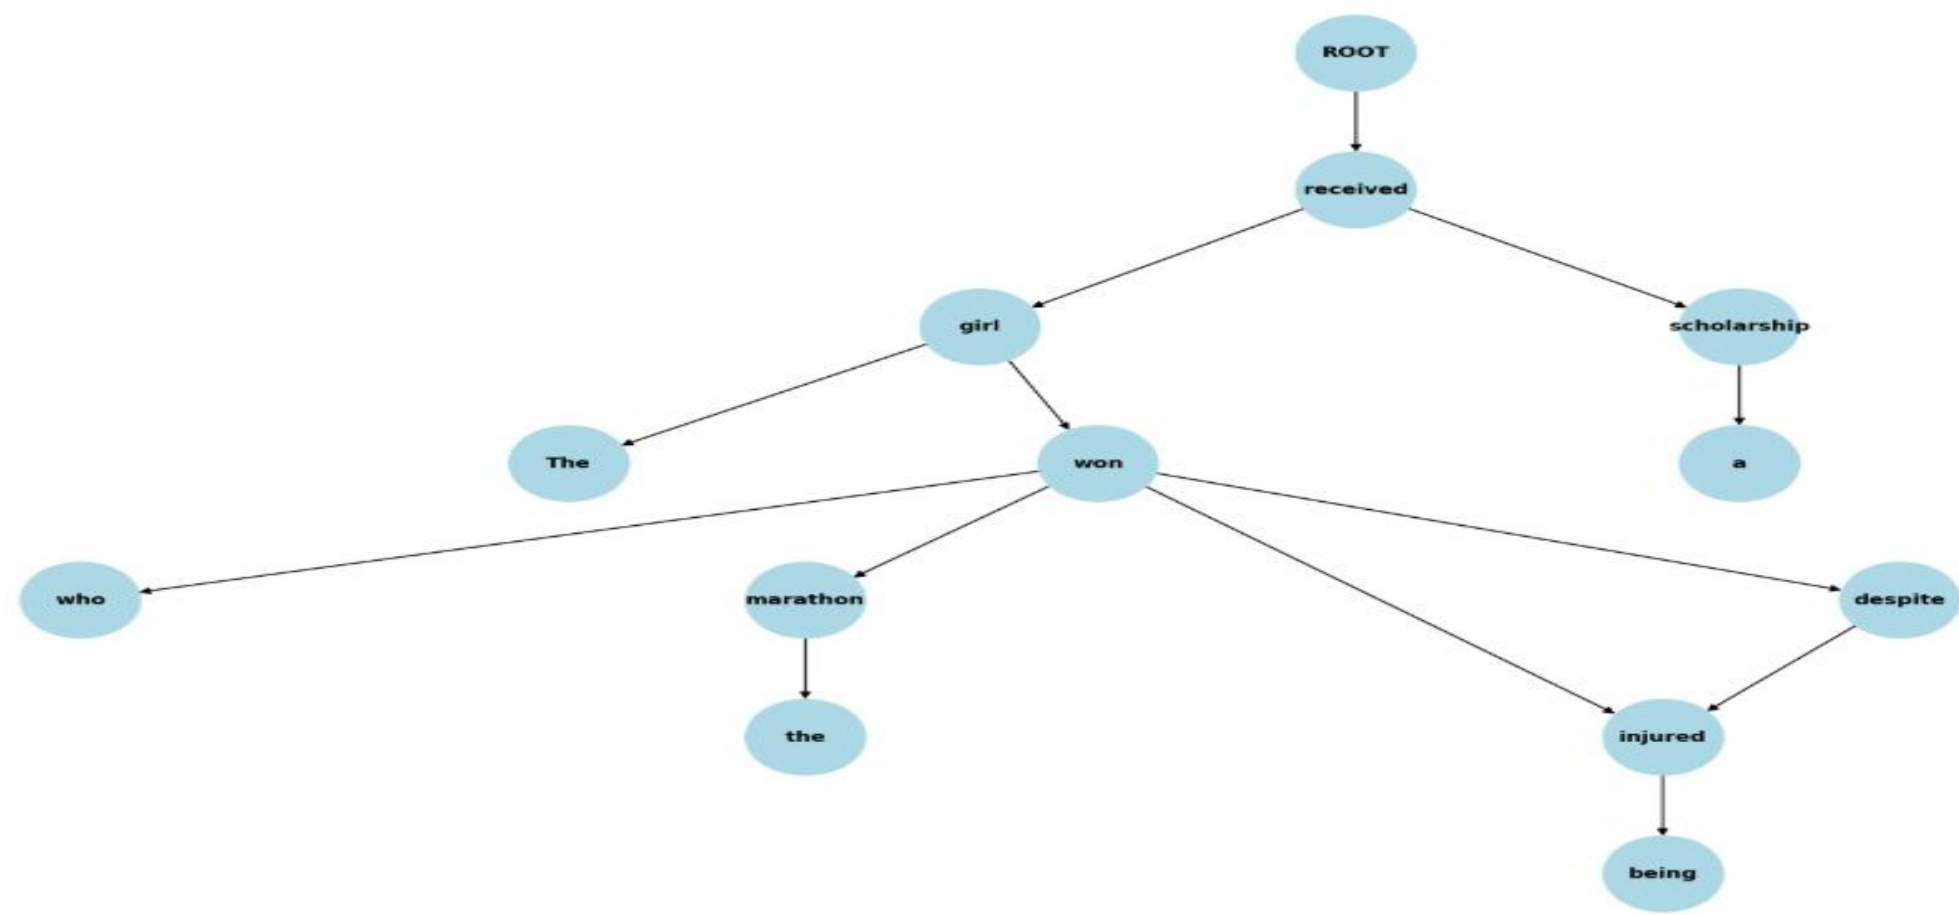 ROOT
received
girl
scholarship
The
won
a
who
marathon
despite
the
injured
being